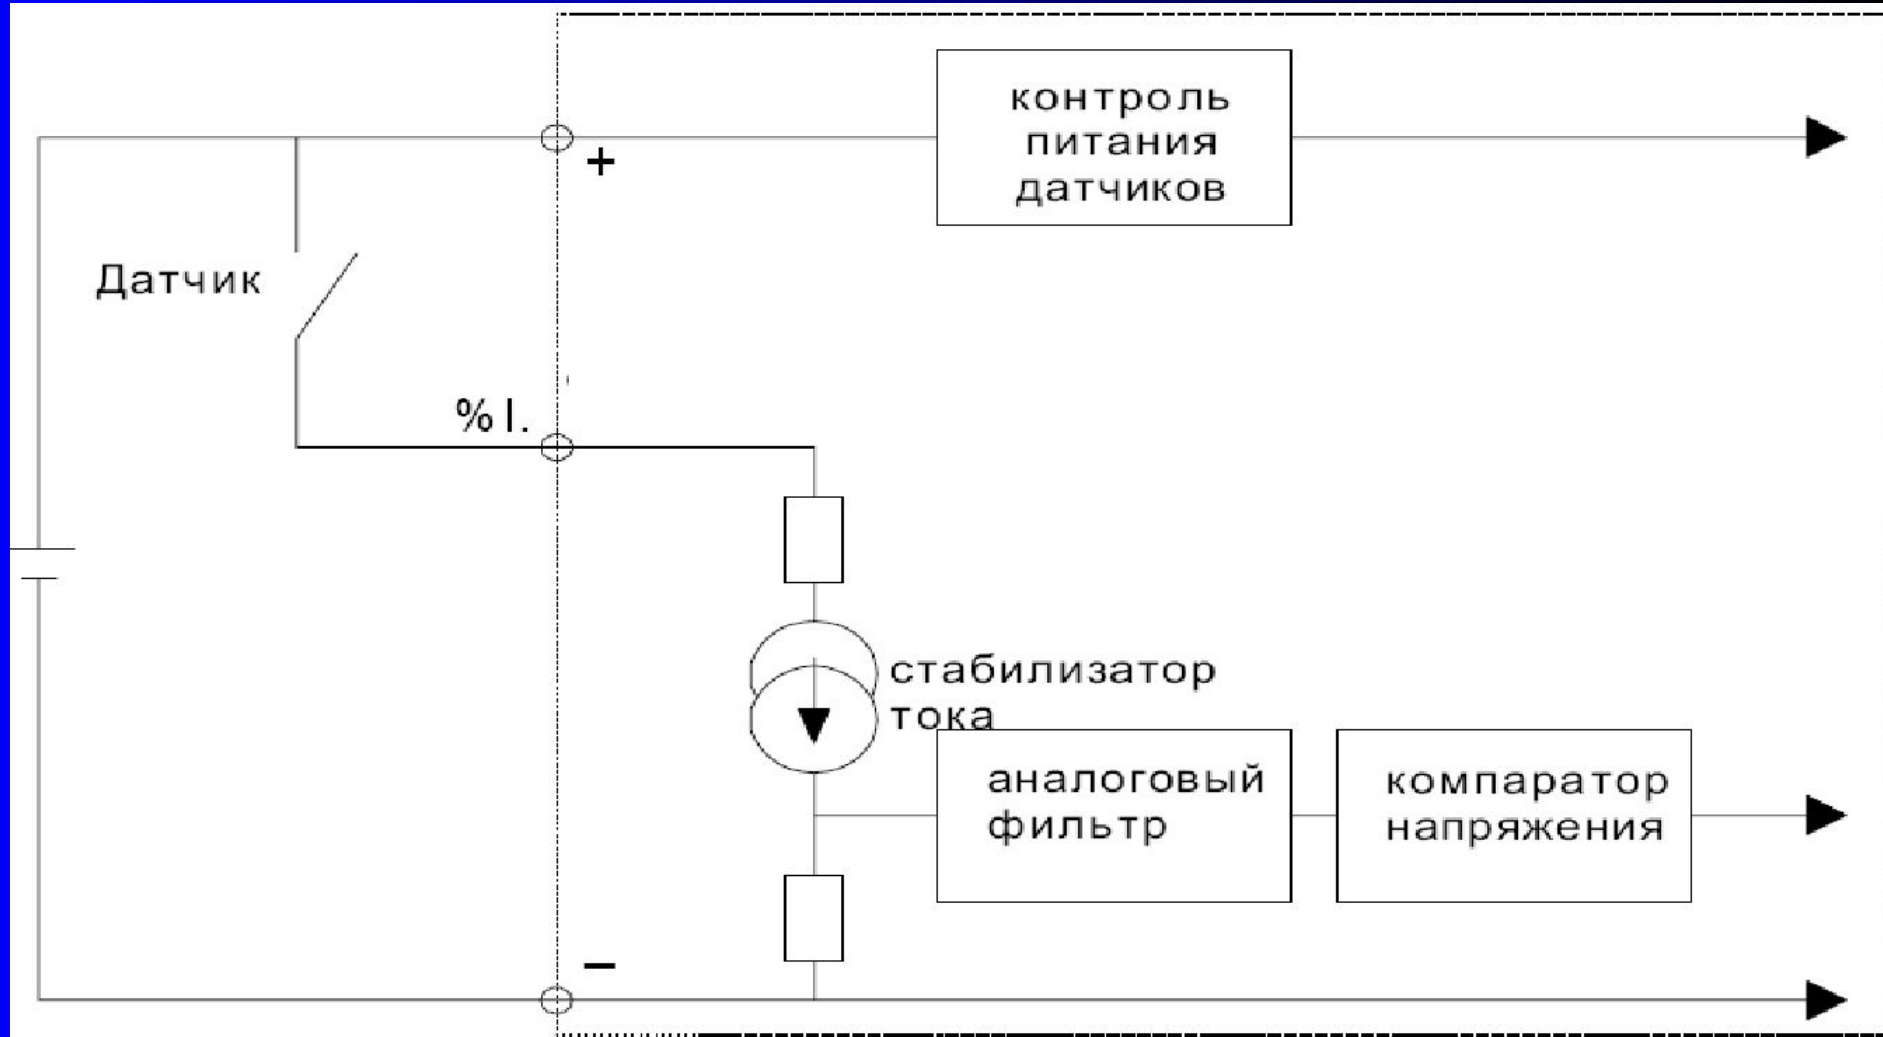 контроль
питания
датчиков
+
Датчик
%I.
стабилизатор
тока
аналоговый
фильтр
компаратор
напряжения
−